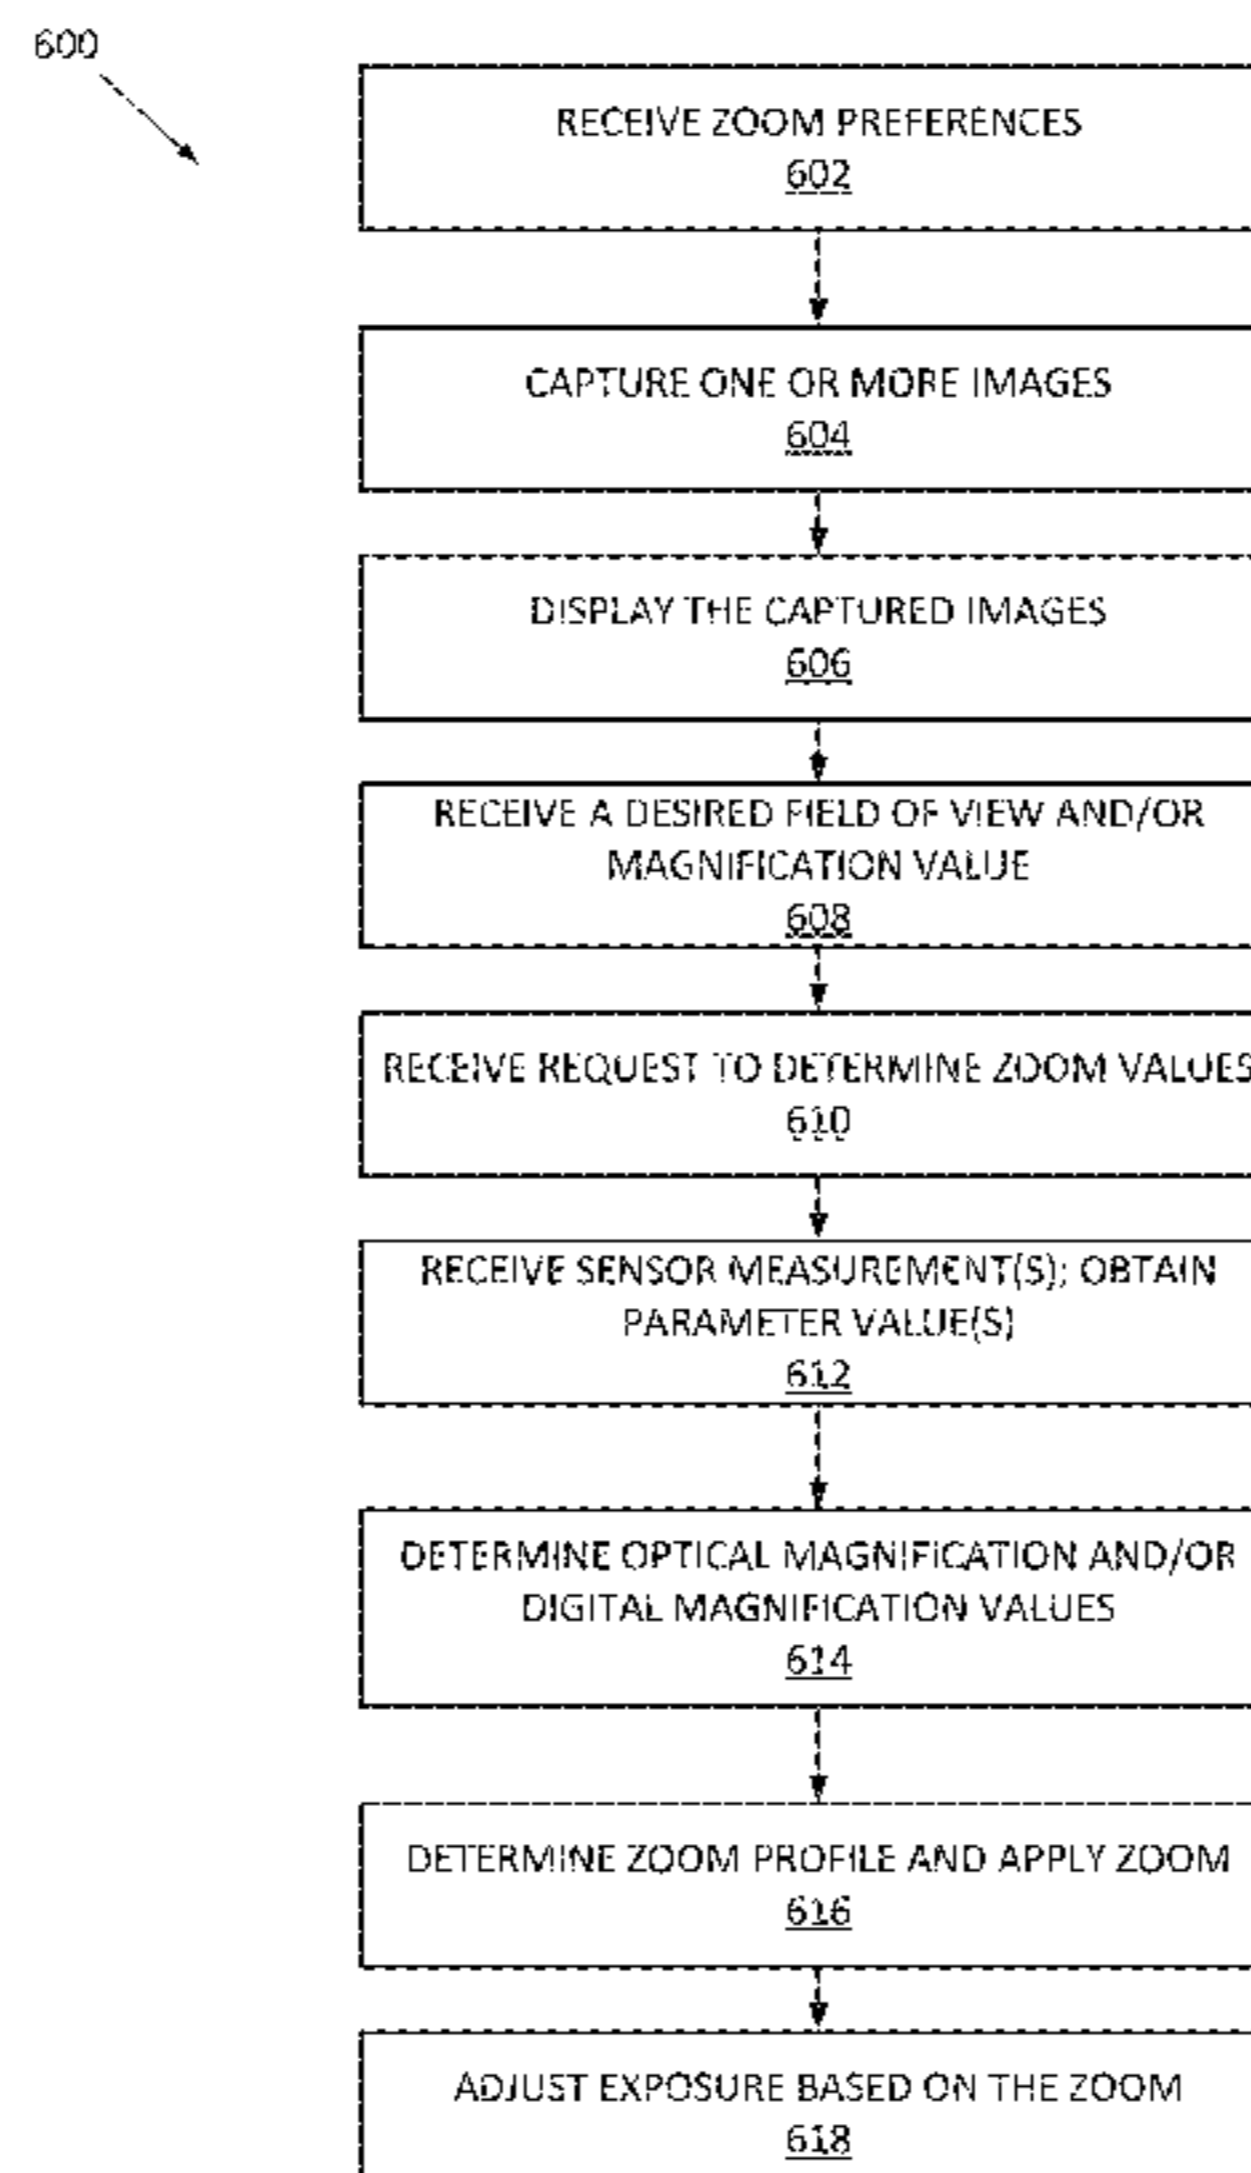 600
RECEIVE ZOOM PREFERENCES
602
CAPTURE ONE OR MORE IMAGES
604
DISPLAY THE CAPTURED IMAGES
606
RECEIVE A DESIRED FIELD OF VIEW AND/OR
MAGNIFICATION VALUE
608
RECEIVE REQUEST TO DETERMINE ZOOM VALUES
610
RECEIVE SENSOR MEASUREMENT(S); OBTAIN
PARAMETER VALUE(S)
612
DETERMINE OPTICAL MAGNIFICATION AND/OR
DIGITAL MAGNIFICATION VALUES
614
DETERMINE ZOOM PROFILE AND APPLY ZOOM
616
ADJUST EXPOSURE BASED ON THE ZOOM
618